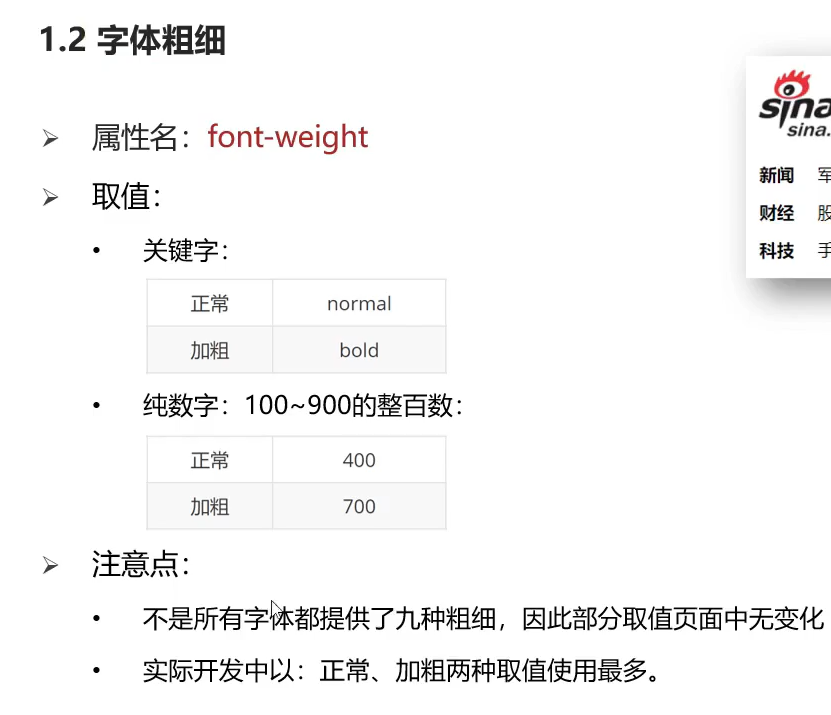 1.2 字体粗细
属性名：font-weight
取值：
关键字：
正常 normal
加粗 bold
纯数字：100~900的整百数：
正常 400
加粗 700
注意点：
不是所有字体都提供了九种粗细，因此部分取值页面中无变化
实际开发中以：正常、加粗两种取值使用最多。
sina
sina.
新闻 军
财经 股
科技 手